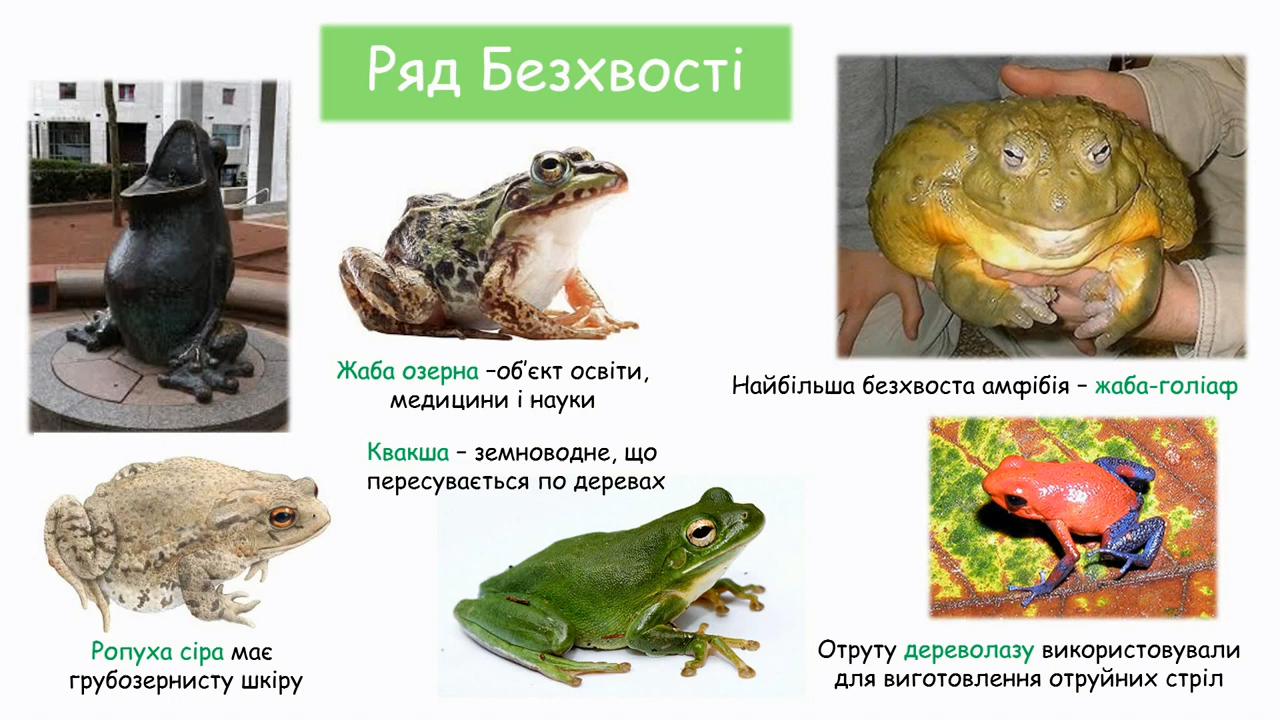 Ряд Безхвості
Жаба озерна –об’єкт освіти,
медицини і науки
Найбільша безхвоста амфібія – жаба-голіаф
Квакша – земноводне, що
пересувається по деревах
Ропуха сіра має
грубозернисту шкіру
Отруту дереволазу використовували
для виготовлення отруйних стріл